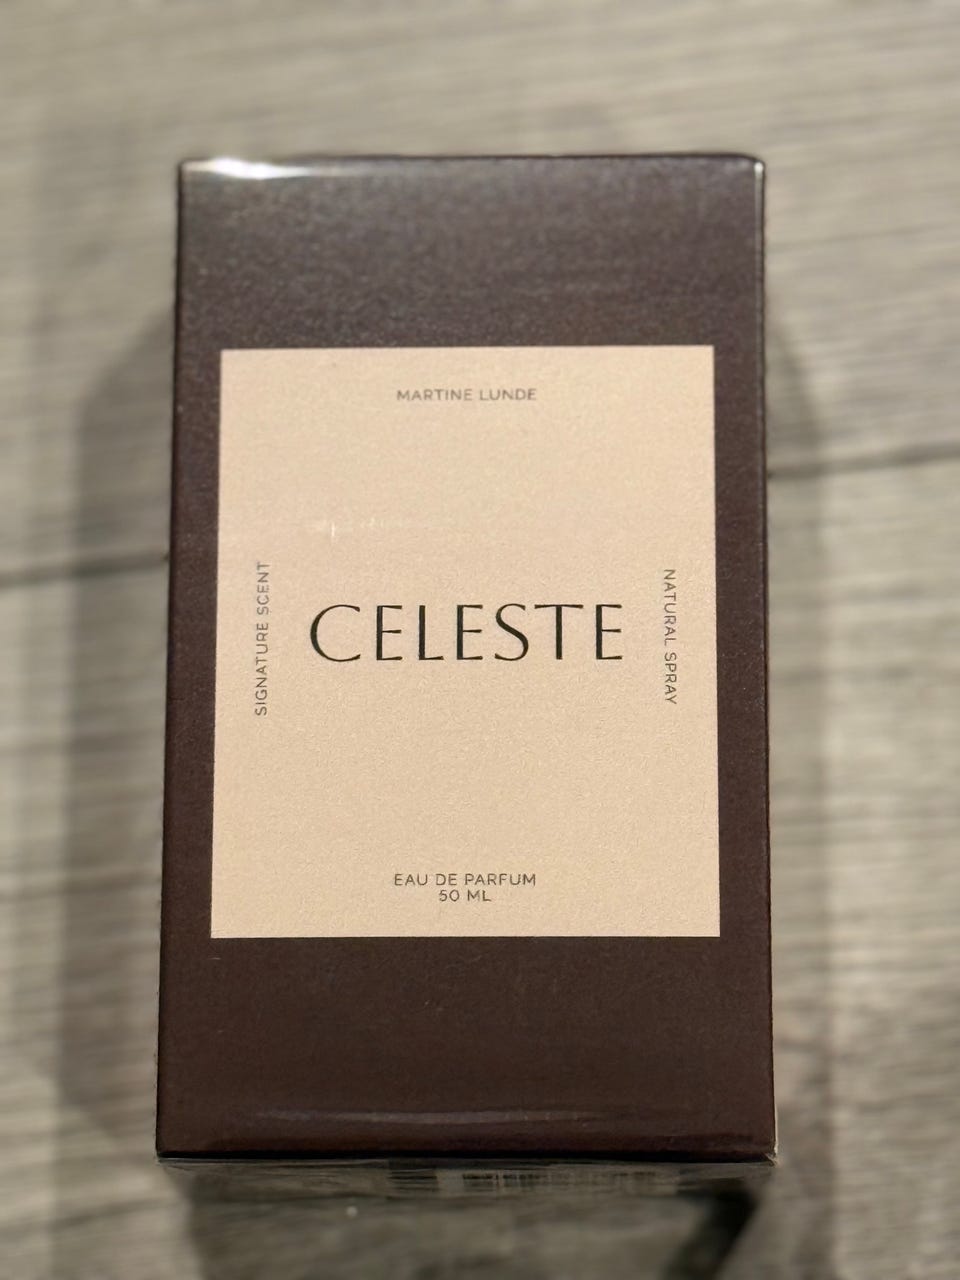 MARTINE LUNDE
SIGNATURE SCENT
CELESTE
NATURAL SPRAY
EAU DE PARFUM
50 ML